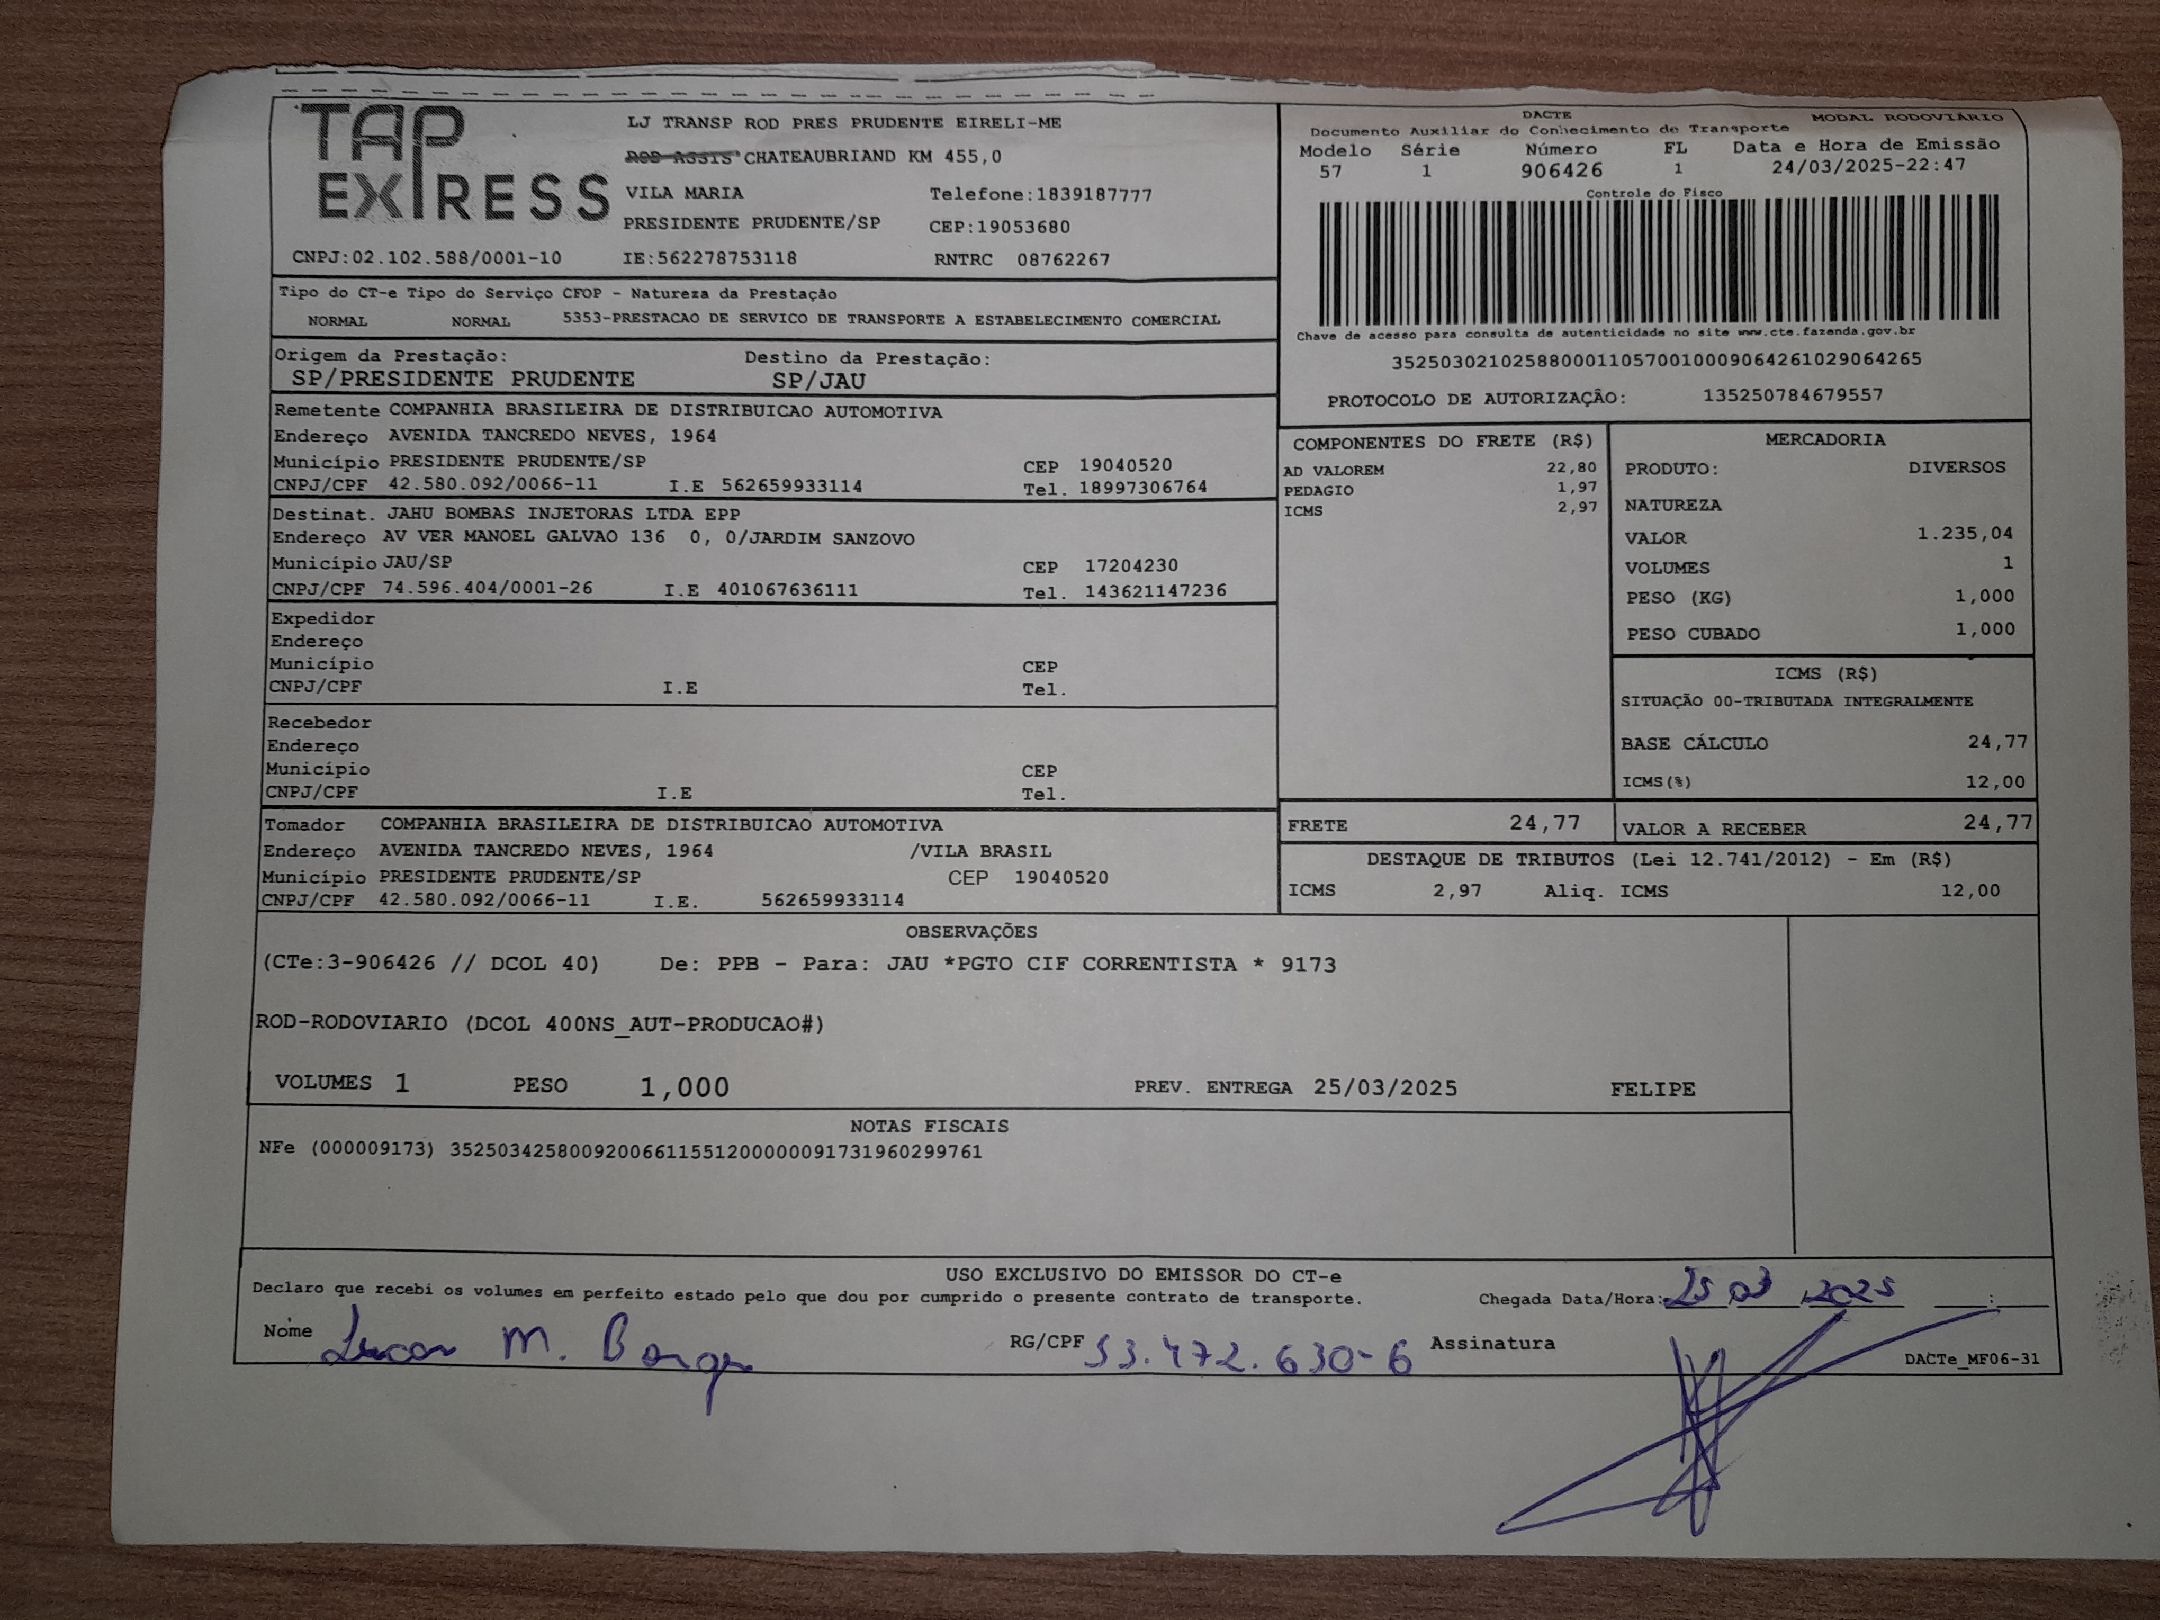 TAP EXPRESS
LJ TRANSP ROD PRES PRUDENTE EIRELI-ME
ROD ASSIS CHATEAUBRIAND KM 455,0
VILA MARIA Telefone:1839187777
PRESIDENTE PRUDENTE/SP CEP:19053680
CNPJ:02.102.588/0001-10 IE:562278753118 RNTRC 08762267
DACTE MODAL RODOVIÁRIO
Documento Auxiliar do Conhecimento de Transporte
Modelo Série Número FL Data e Hora de Emissão
57 1 906426 1 24/03/2025-22:47
Controle do Fisco
Chave de acesso para consulta de autenticidade no site www.cte.fazenda.gov.br
35250302102588000110570010009064261029064265
PROTOCOLO DE AUTORIZAÇÃO: 135250784679557
Tipo do CT-e Tipo do Serviço CFOP - Natureza da Prestação
NORMAL NORMAL 5353-PRESTACAO DE SERVICO DE TRANSPORTE A ESTABELECIMENTO COMERCIAL
Origem da Prestação: Destino da Prestação:
SP/PRESIDENTE PRUDENTE SP/JAU
Remetente COMPANHIA BRASILEIRA DE DISTRIBUICAO AUTOMOTIVA
Endereço AVENIDA TANCREDO NEVES, 1964
Município PRESIDENTE PRUDENTE/SP CEP 19040520
CNPJ/CPF 42.580.092/0066-11 I.E 562659933114 Tel. 18997306764
Destinat. JAHU BOMBAS INJETORAS LTDA EPP
Endereço AV VER MANOEL GALVAO 136 0, 0/JARDIM SANZOVO
Município JAU/SP CEP 17204230
CNPJ/CPF 74.596.404/0001-26 I.E 401067636111 Tel. 143621147236
Expedidor
Endereço
Município CEP
CNPJ/CPF I.E Tel.
Recebedor
Endereço
Município CEP
CNPJ/CPF I.E Tel.
Tomador COMPANHIA BRASILEIRA DE DISTRIBUICAO AUTOMOTIVA
Endereço AVENIDA TANCREDO NEVES, 1964 /VILA BRASIL
Município PRESIDENTE PRUDENTE/SP CEP 19040520
CNPJ/CPF 42.580.092/0066-11 I.E. 562659933114
COMPONENTES DO FRETE (R$)
AD VALOREM 22,80
PEDAGIO 1,97
ICMS 2,97
MERCADORIA
PRODUTO: DIVERSOS
NATUREZA
VALOR 1.235,04
VOLUMES 1
PESO (KG) 1,000
PESO CUBADO 1,000
ICMS (R$)
SITUAÇÃO 00-TRIBUTADA INTEGRALMENTE
BASE CÁLCULO 24,77
ICMS(%) 12,00
FRETE 24,77 VALOR A RECEBER 24,77
DESTAQUE DE TRIBUTOS (Lei 12.741/2012) - Em (R$)
ICMS 2,97 Aliq. ICMS 12,00
OBSERVAÇÕES
(CTe:3-906426 // DCOL 40) De: PPB - Para: JAU *PGTO CIF CORRENTISTA * 9173
ROD-RODOVIARIO (DCOL 400NS_AUT-PRODUCAO#)
VOLUMES 1 PESO 1,000 PREV. ENTREGA 25/03/2025 FELIPE
NOTAS FISCAIS
NFe (000009173) 35250342580092006611551200000091731960299761
USO EXCLUSIVO DO EMISSOR DO CT-e
Declaro que recebi os volumes em perfeito estado pelo que dou por cumprido o presente contrato de transporte. Chegada Data/Hora: 25 03 2025 :
Nome Lucas M. Borges RG/CPF 53.472.630-6 Assinatura
DACTe_MF06-31